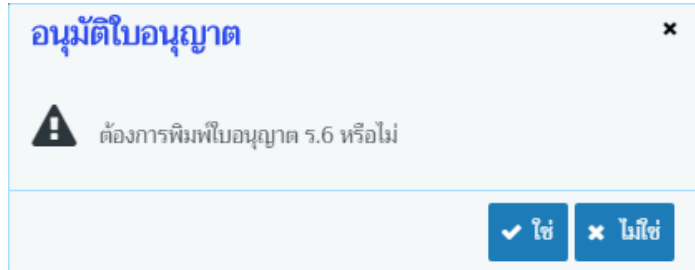 อนุมัติใบอนุญาต
ต้องการพิมพ์ใบอนุญาต ร.6 หรือไม่
ใช่
ไม่ใช่